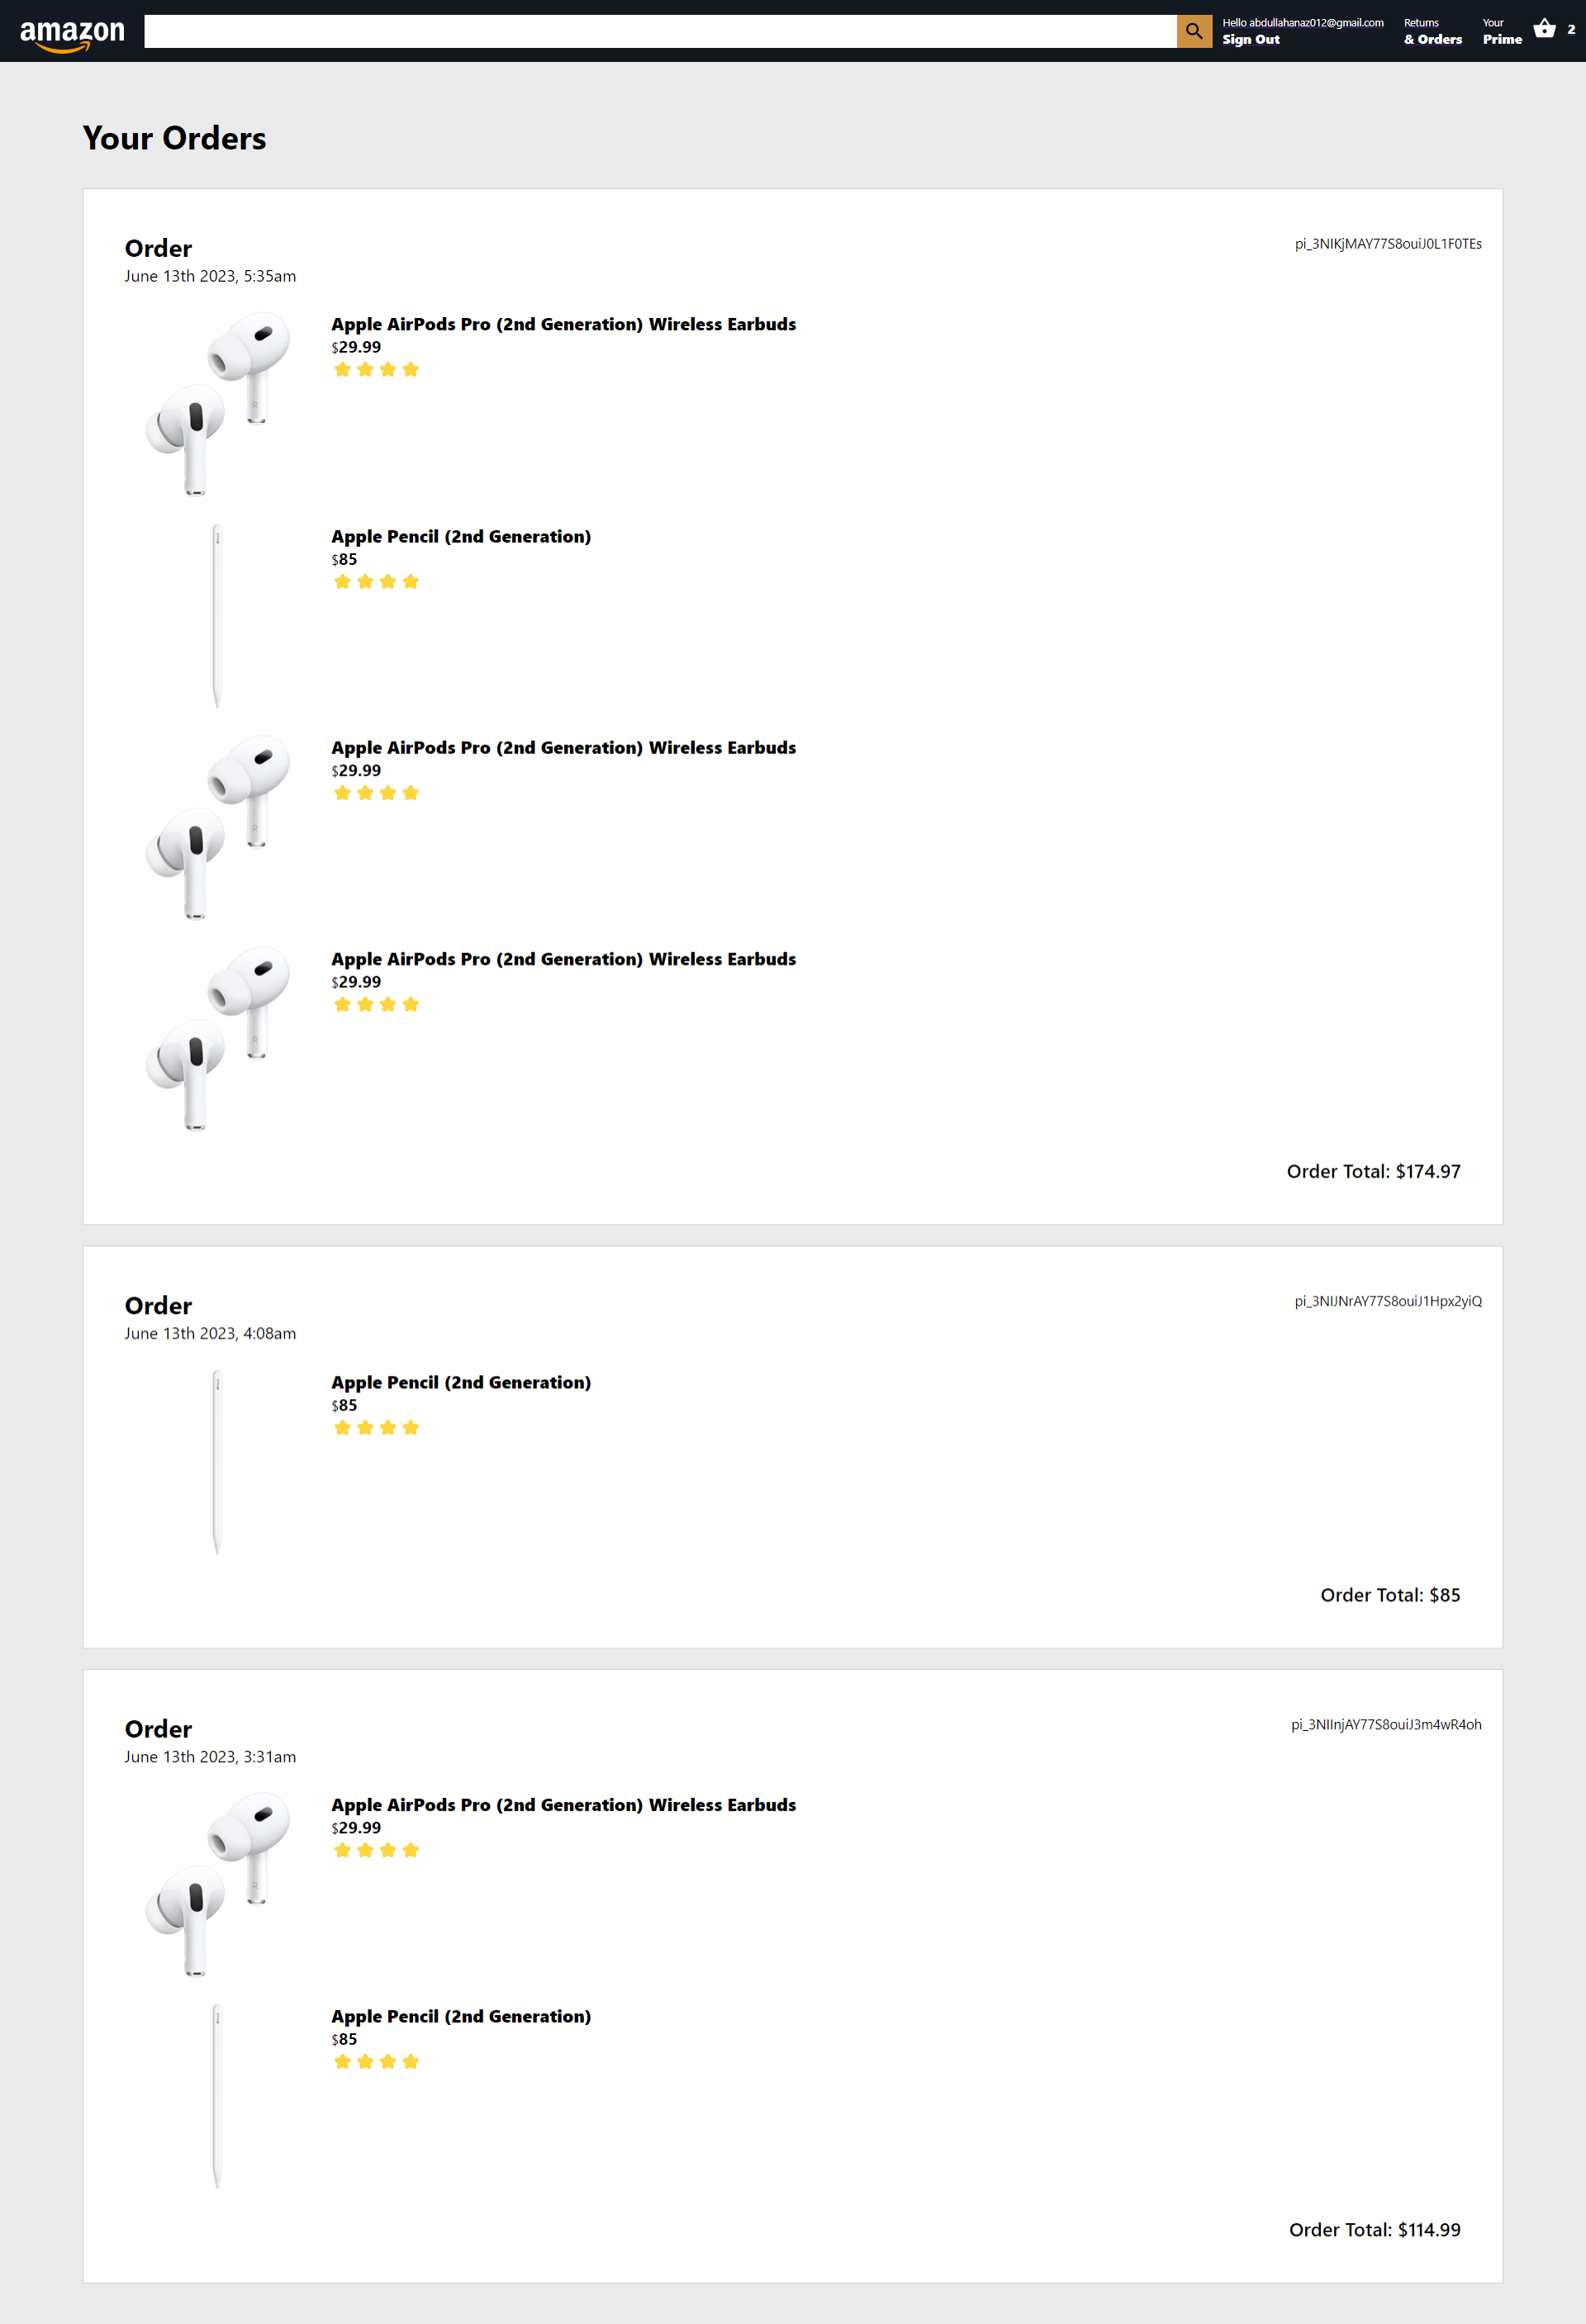 amazon
Hello abdullahanaz012@gmail.com
Sign Out
Returns
& Orders
Your
Prime
2
Your Orders
Order
pi_3NIKjMAY77S8ouiJ0L1F0TEs
June 13th 2023, 5:35am
Apple AirPods Pro (2nd Generation) Wireless Earbuds
$29.99
Apple Pencil (2nd Generation)
$85
Apple AirPods Pro (2nd Generation) Wireless Earbuds
$29.99
Apple AirPods Pro (2nd Generation) Wireless Earbuds
$29.99
Order Total: $174.97
Order
pi_3NIJNrAY77S8ouiJ1Hpx2yiQ
June 13th 2023, 4:08am
Apple Pencil (2nd Generation)
$85
Order Total: $85
Order
pi_3NIInjAY77S8ouiJ3m4wR4oh
June 13th 2023, 3:31am
Apple AirPods Pro (2nd Generation) Wireless Earbuds
$29.99
Apple Pencil (2nd Generation)
$85
Order Total: $114.99